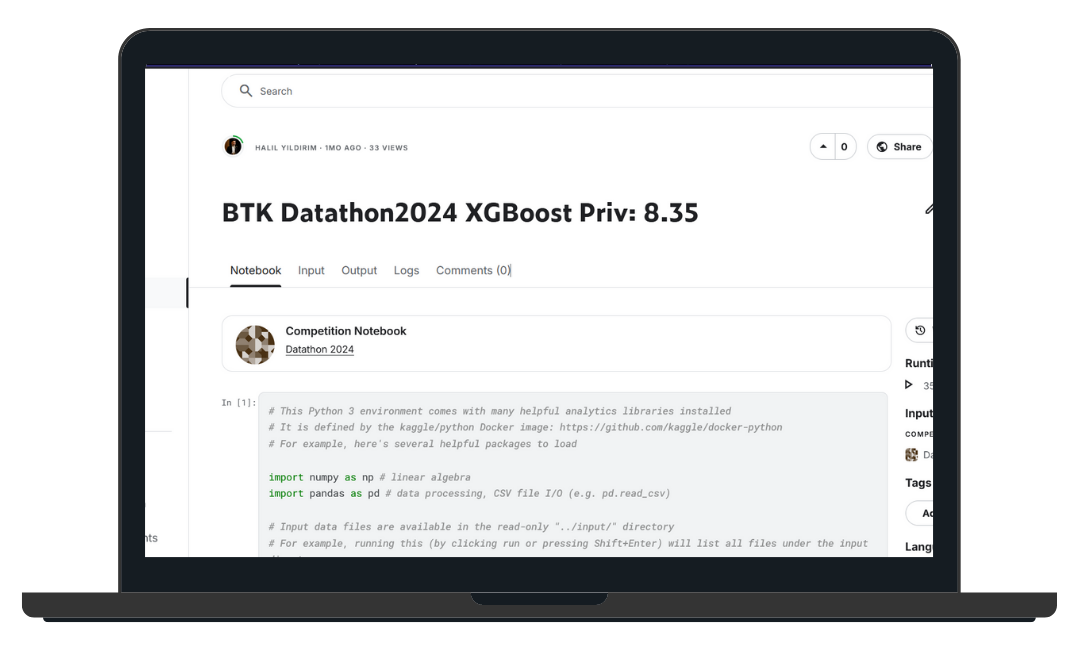 Search
HALIL YILDIRIM · 1MO AGO · 33 VIEWS
0
Share
BTK Datathon2024 XGBoost Priv: 8.35
Notebook Input Output Logs Comments (0)
Competition Notebook
Datathon 2024
Runti
35
Input
COMPE
Da
Tags
Ad
Langu
nts
In [1]:
# This Python 3 environment comes with many helpful analytics libraries installed
# It is defined by the kaggle/python Docker image: https://github.com/kaggle/docker-python
# For example, here's several helpful packages to load
import numpy as np # linear algebra
import pandas as pd # data processing, CSV file I/O (e.g. pd.read_csv)
# Input data files are available in the read-only "../input/" directory
# For example, running this (by clicking run or pressing Shift+Enter) will list all files under the input